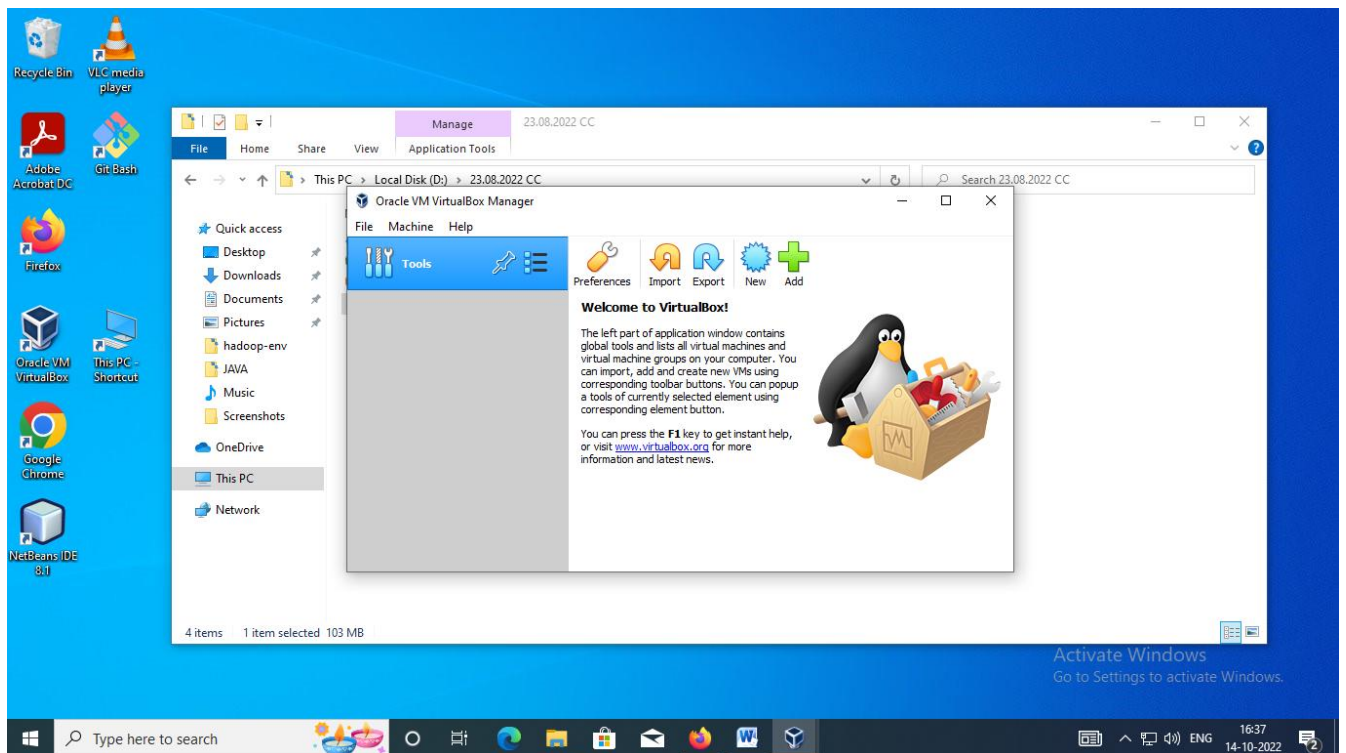 Recycle Bin
VLC media
player
Adobe
Acrobat DC
Git Bash
Firefox
Oracle VM
VirtualBox
This PC -
Shortcut
Google
Chrome
NetBeans IDE
8.1
Manage
23.08.2022 CC
File
Home
Share
View
Application Tools
This PC > Local Disk (D:) > 23.08.2022 CC
Search 23.08.2022 CC
Quick access
Desktop
Downloads
Documents
Pictures
hadoop-env
JAVA
Music
Screenshots
OneDrive
This PC
Network
4 items
1 item selected 103 MB
Oracle VM VirtualBox Manager
File Machine Help
Tools
Preferences
Import
Export
New
Add
Welcome to VirtualBox!
The left part of application window contains
global tools and lists all virtual machines and
virtual machine groups on your computer. You
can import, add and create new VMs using
corresponding toolbar buttons. You can popup
a tools of currently selected element using
corresponding element button.
You can press the F1 key to get instant help,
or visit www.virtualbox.org for more
information and latest news.
Activate Windows
Go to Settings to activate Windows.
Type here to search
ENG
16:37
14-10-2022
2